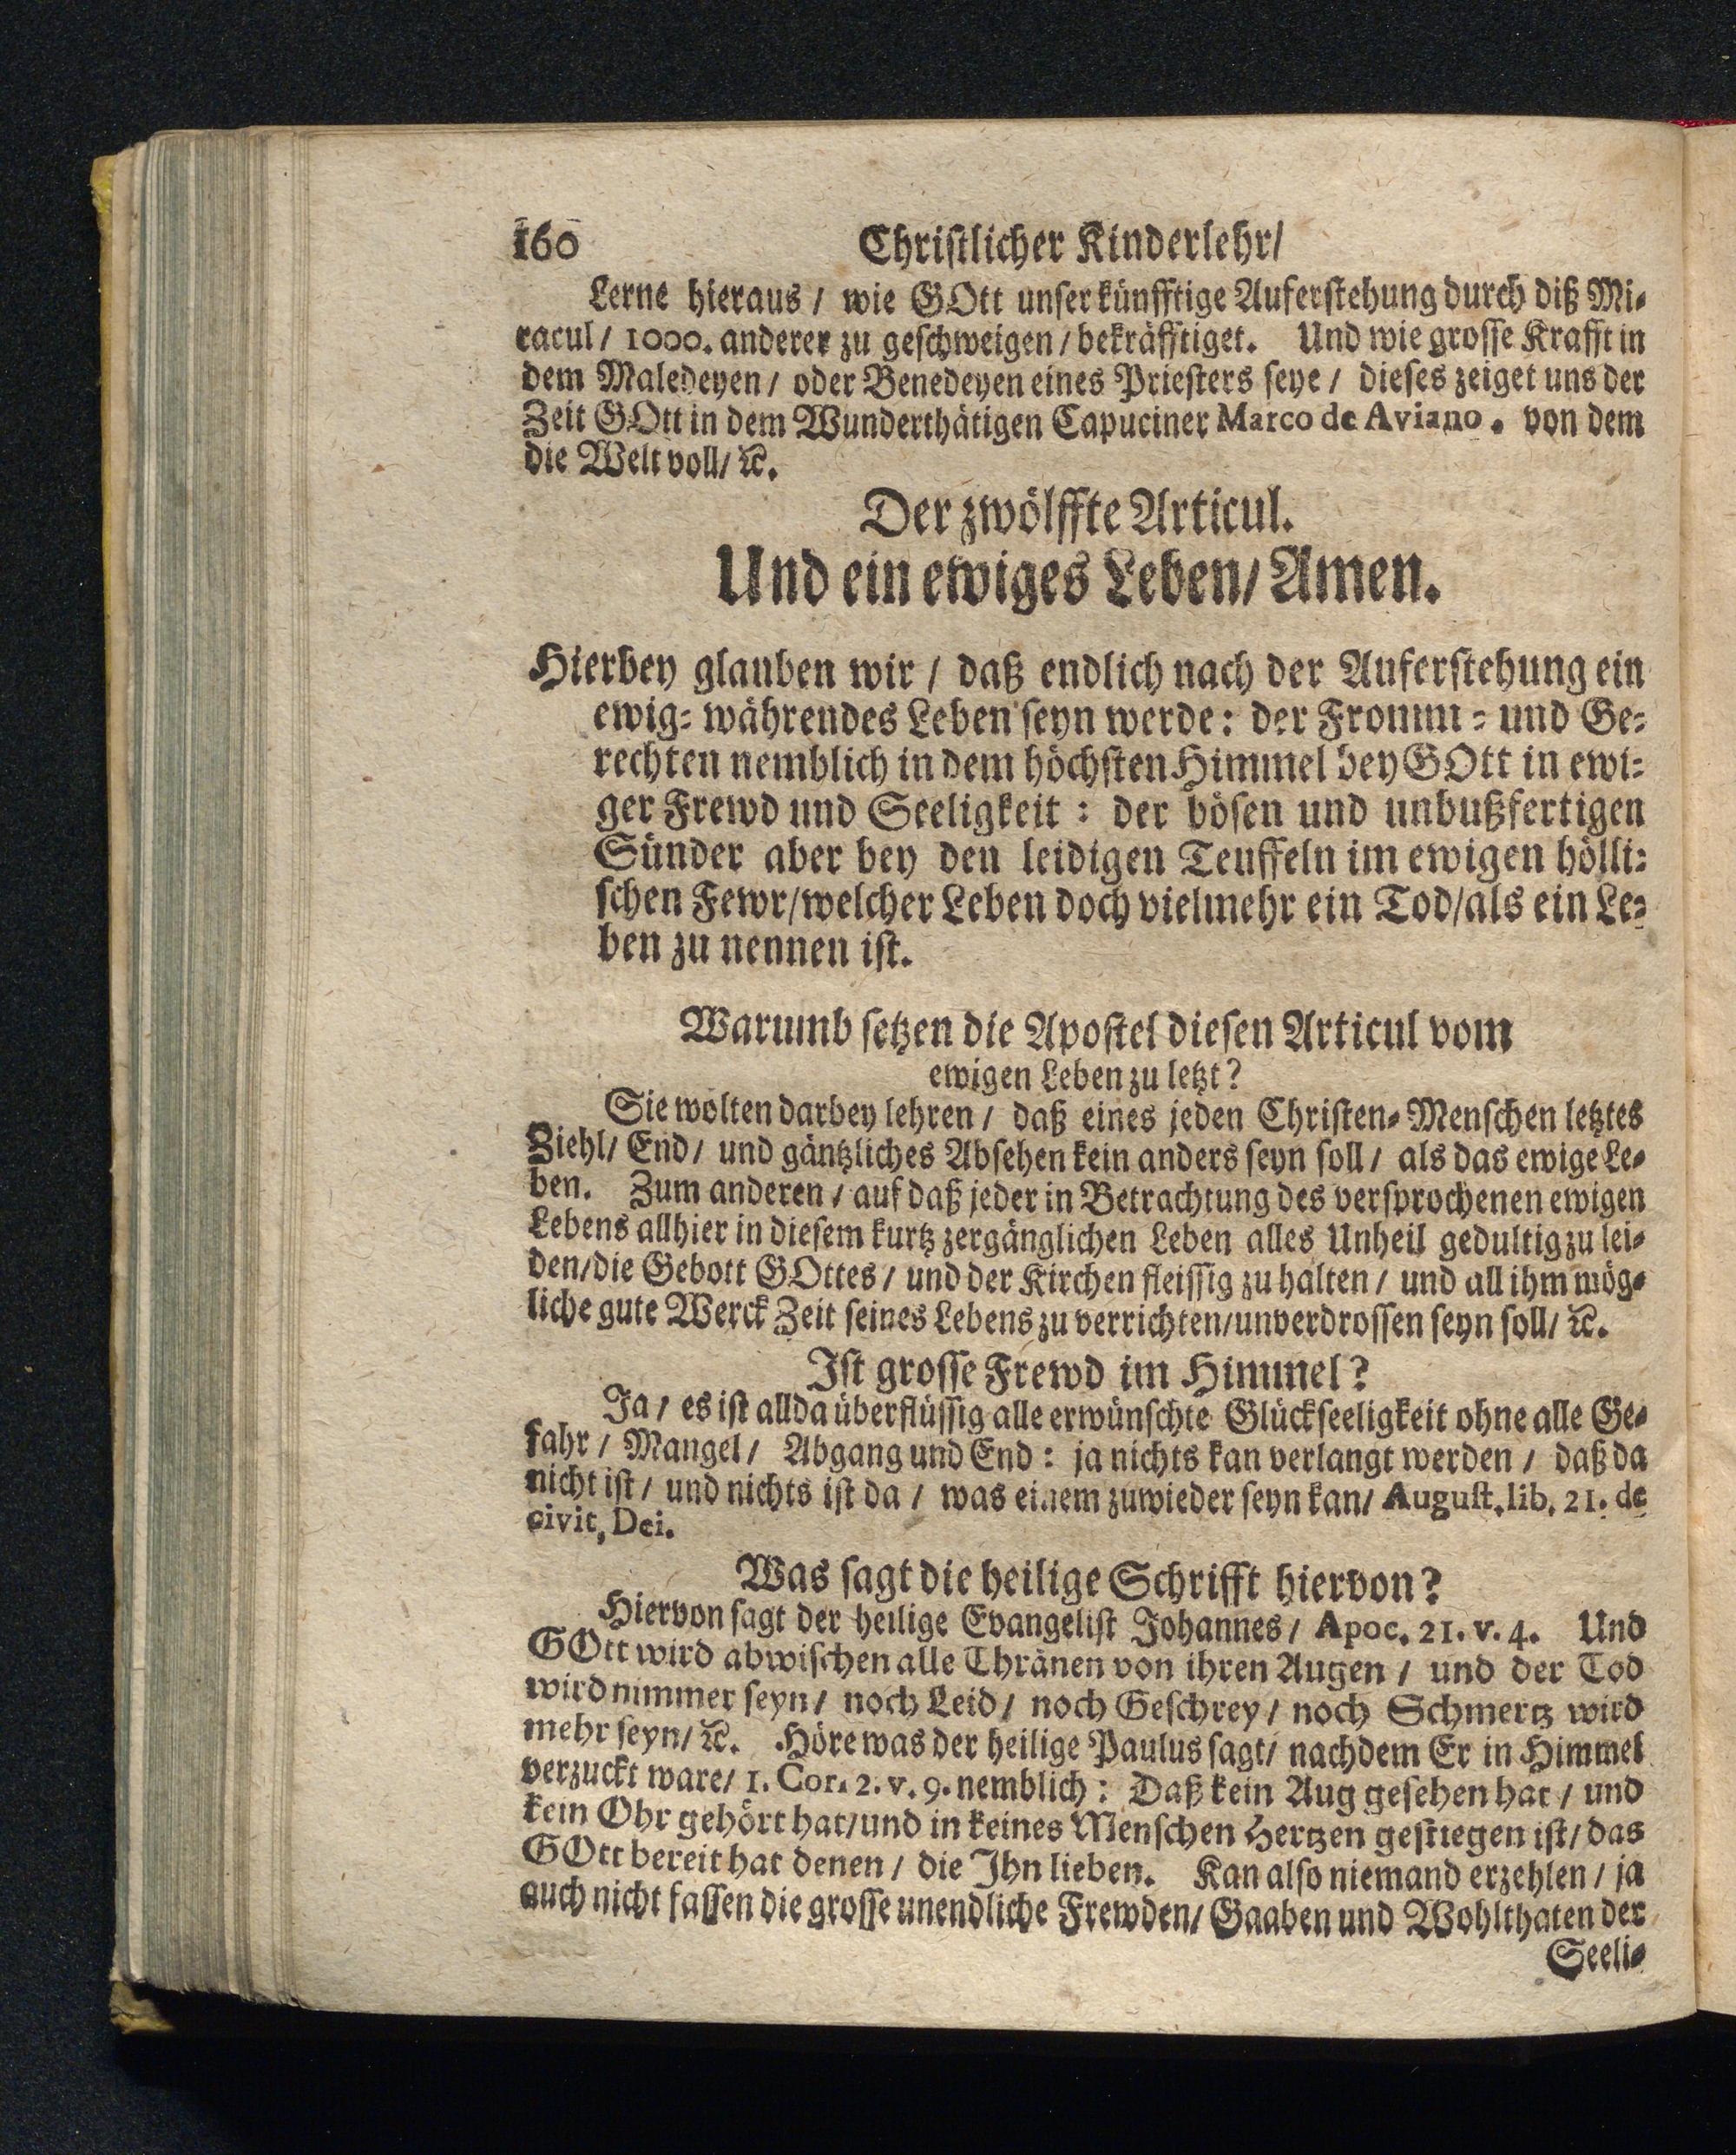 160 Christlicher Kinderlehr/
Lerne hieraus / wie GOtt unser künfftige Auferstehung durch diß Mi-
racul / 1000. anderer zu geschweigen / bekräfftiget. Und wie grosse Krafft in
dem Maledeyen / oder Benedeyen eines Priesters seye / dieses zeiget uns der
Zeit GOtt in dem Wunderthätigen Capuciner Marco de Aviano. von dem
die Welt voll / ꝛc.
Der zwölffte Articul.
Und ein ewiges Leben / Amen.
Hierbey glauben wir / daß endlich nach der Auferstehung ein
ewig-währendes Leben seyn werde: der Fromm- und Ge-
rechten nemblich in dem höchsten Himmel bey GOtt in ewi-
ger Frewd und Seeligkeit: der bösen und unbußfertigen
Sünder aber bey den leidigen Teuffeln im ewigen hölli-
schen Fewr / welcher Leben doch vielmehr ein Tod / als ein Le-
ben zu nennen ist.
Warumb setzen die Apostel diesen Articul vom
ewigen Leben zu letzt?
Sie wolten darbey lehren / daß eines jeden Christen-Menschen letztes
Ziehl / End / und gäntzliches Absehen kein anders seyn soll / als das ewige Le-
ben. Zum anderen / auf daß jeder in Betrachtung des versprochenen ewigen
Lebens allhier in diesem kurtz zergänglichen Leben alles Unheil gedultig zu lei-
den / die Gebott GOttes / und der Kirchen fleissig zu halten / und all ihm mög-
liche gute Werck Zeit seines Lebens zu verrichten / unverdrossen seyn soll / ꝛc.
Ist grosse Frewd im Himmel?
Ja / es ist allda überflüssig alle erwünschte Glückseeligkeit ohne alle Ge-
fahr / Mangel / Abgang und End: ja nichts kan verlangt werden / daß da
nicht ist / und nichts ist da / was einem zuwieder seyn kan / August. lib. 21. de
civit, Dei.
Was sagt die heilige Schrifft hiervon?
Hiervon sagt der heilige Evangelist Johannes / Apoc. 21. v. 4. Und
GOtt wird abwischen alle Thränen von ihren Augen / und der Tod
wird nimmer seyn / noch Leid / noch Geschrey / noch Schmertz wird
mehr seyn / ꝛc. Höre was der heilige Paulus sagt / nachdem Er in Himmel
verzuckt ware / 1. Cor. 2. v. 9. nemblich: Daß kein Aug gesehen hat / und
kein Ohr gehört hat / und in keines Menschen Hertzen gestiegen ist / das
GOtt bereit hat denen / die Ihn lieben. Kan also niemand erzehlen / ja
auch nicht fassen die grosse unendliche Frewden / Gaaben und Wohlthaten der
Seeli-